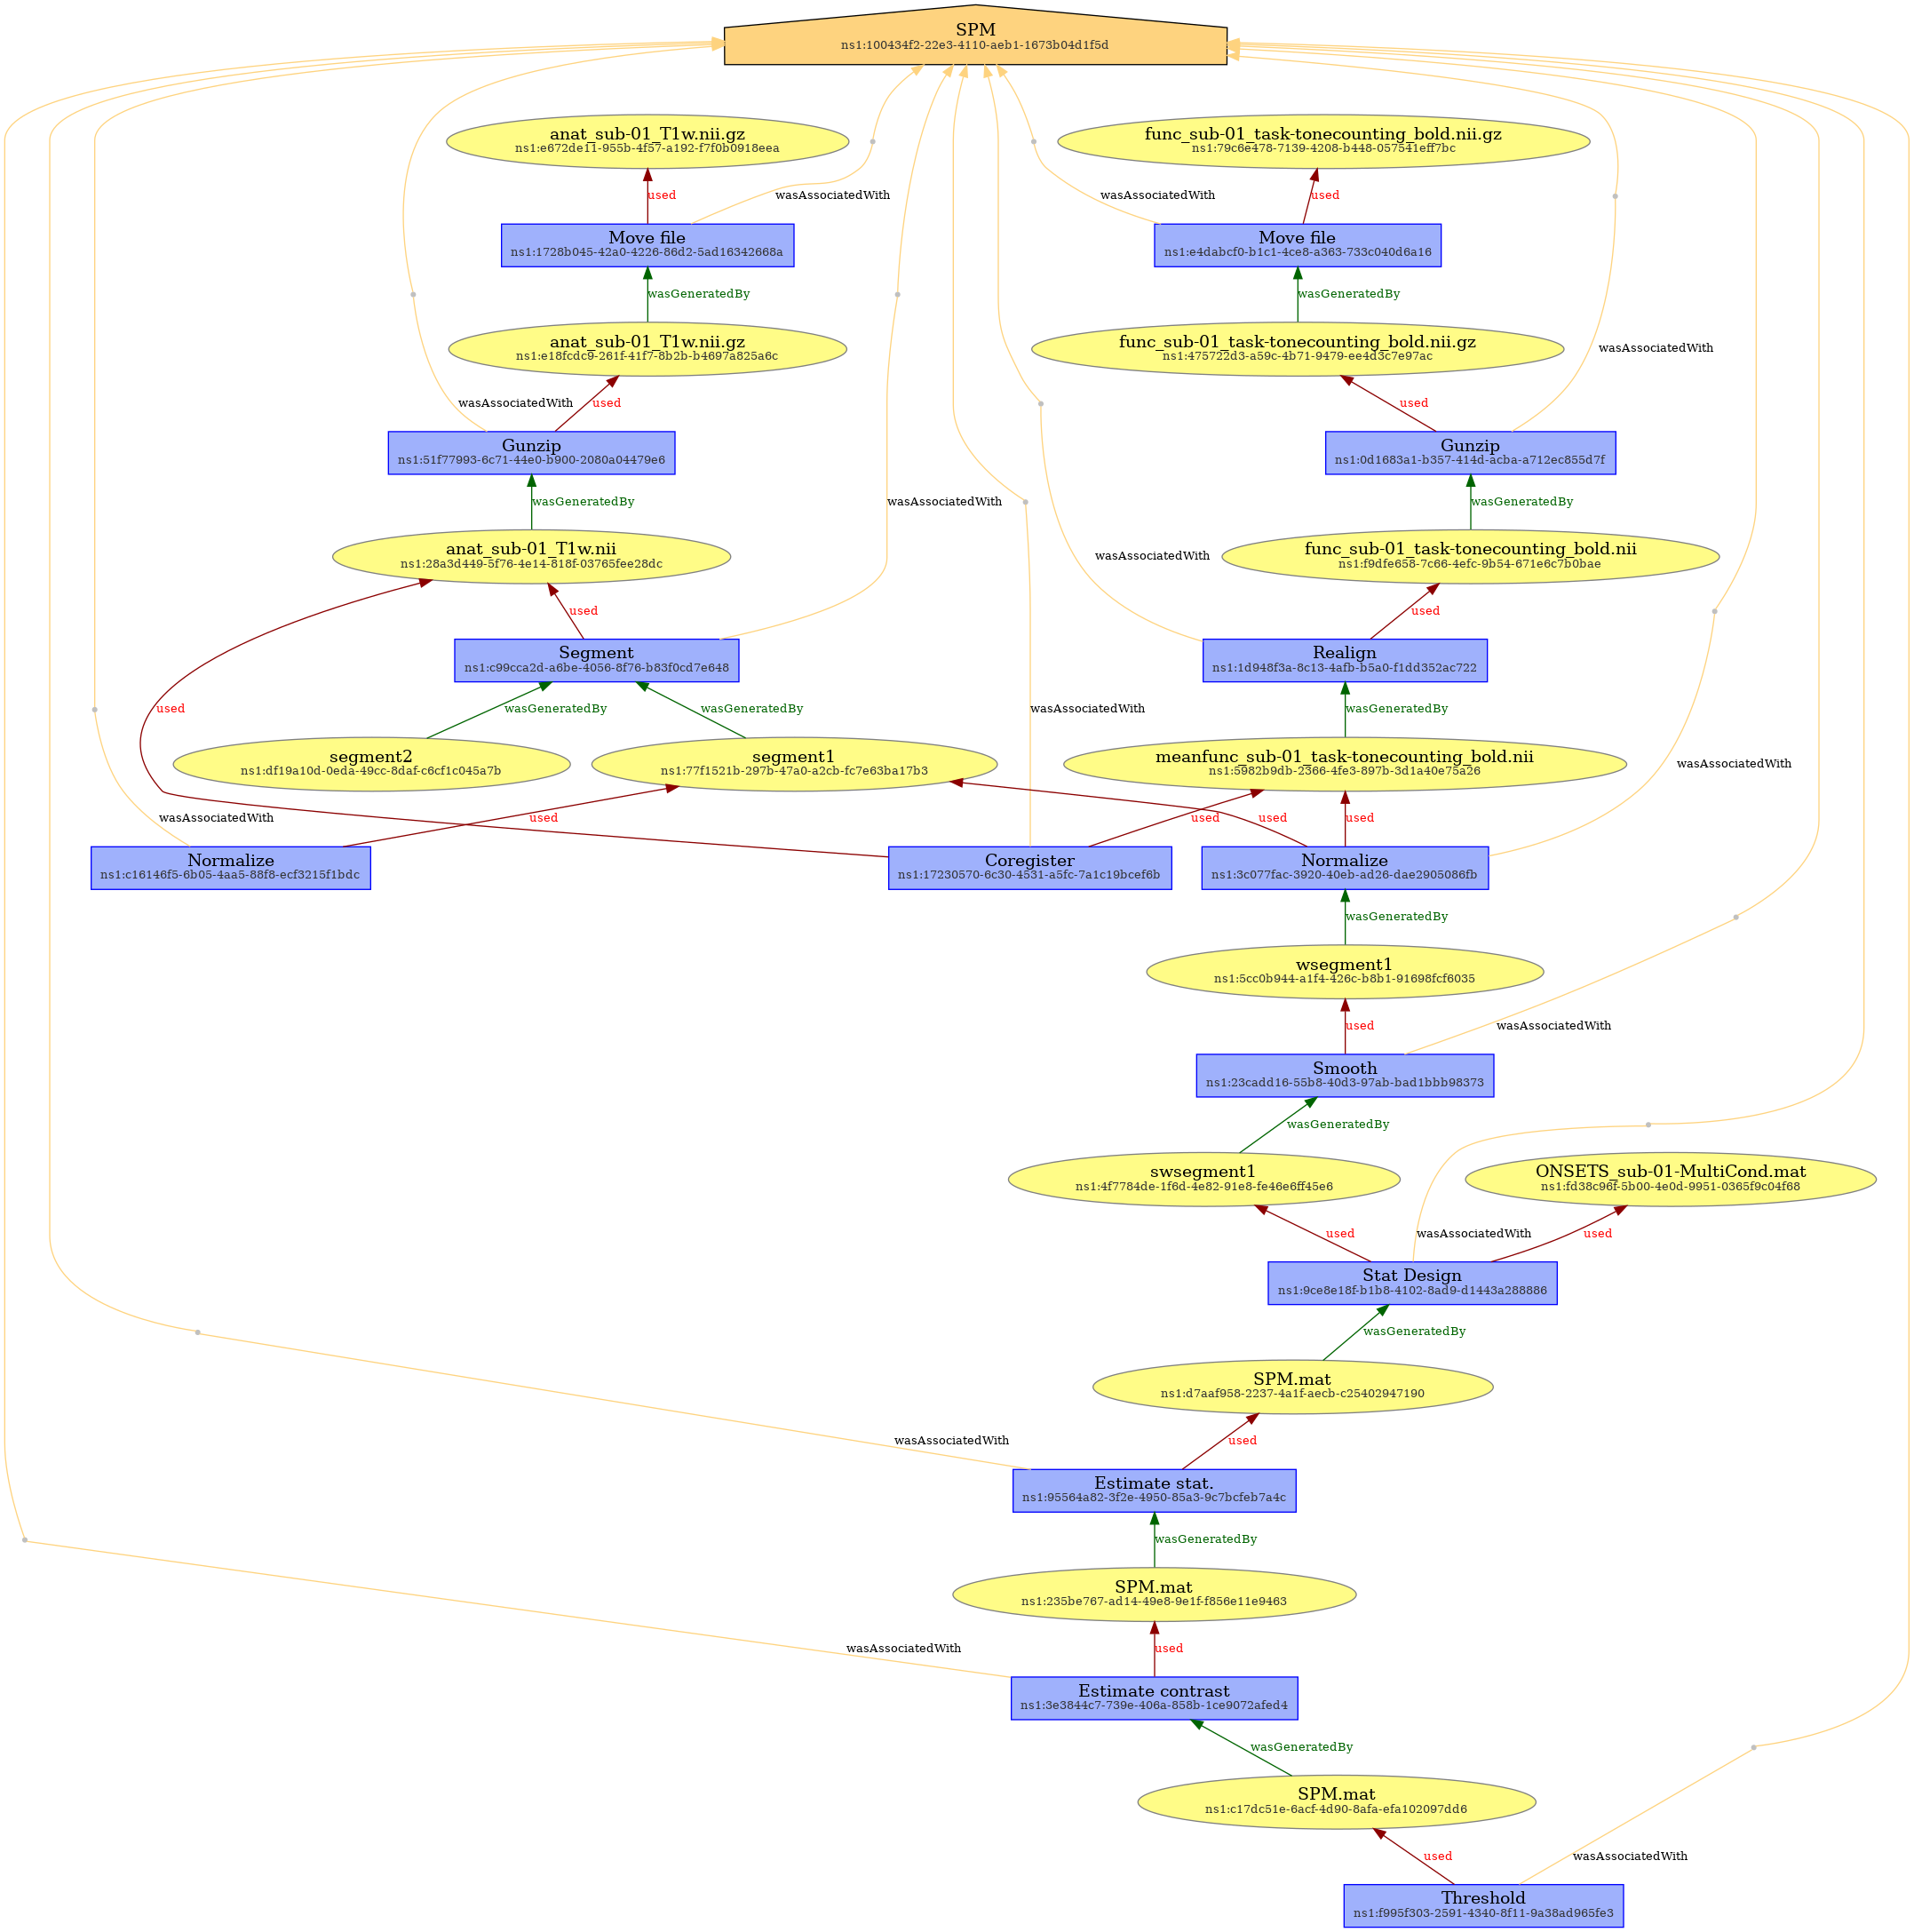 SPM
ns1:100434f2-22e3-4110-aeb1-1673b04d1f5d
anat_sub-01_T1w.nii.gz
ns1:e672de11-955b-4f57-a192-f7f0b0918eea
func_sub-01_task-tonecounting_bold.nii.gz
ns1:79c6e478-7139-4208-b448-057541eff7bc
used
wasAssociatedWith
wasAssociatedWith
used
Move file
ns1:1728b045-42a0-4226-86d2-5ad16342668a
Move file
ns1:e4dabcf0-b1c1-4ce8-a363-733c040d6a16
wasGeneratedBy
wasGeneratedBy
anat_sub-01_T1w.nii.gz
ns1:e18fcdc9-261f-41f7-8b2b-b4697a825a6c
func_sub-01_task-tonecounting_bold.nii.gz
ns1:475722d3-a59c-4b71-9479-ee4d3c7e97ac
wasAssociatedWith
wasAssociatedWith
used
used
Gunzip
ns1:51f77993-6c71-44e0-b900-2080a04479e6
Gunzip
ns1:0d1683a1-b357-414d-acba-a712ec855d7f
wasGeneratedBy
wasAssociatedWith
wasGeneratedBy
anat_sub-01_T1w.nii
ns1:28a3d449-5f76-4e14-818f-03765fee28dc
wasAssociatedWith
func_sub-01_task-tonecounting_bold.nii
ns1:f9dfe658-7c66-4efc-9b54-671e6c7b0bae
used
used
Segment
ns1:c99cca2d-a6be-4056-8f76-b83f0cd7e648
Realign
ns1:1d948f3a-8c13-4afb-b5a0-f1dd352ac722
used
wasGeneratedBy
wasGeneratedBy
wasAssociatedWith
wasGeneratedBy
segment2
ns1:df19a10d-0eda-49cc-8daf-c6cf1c045a7b
segment1
ns1:77f1521b-297b-47a0-a2cb-fc7e63ba17b3
meanfunc_sub-01_task-tonecounting_bold.nii
ns1:5982b9db-2366-4fe3-897b-3d1a40e75a26
wasAssociatedWith
wasAssociatedWith
used
used
used
used
Normalize
ns1:c16146f5-6b05-4aa5-88f8-ecf3215f1bdc
Coregister
ns1:17230570-6c30-4531-a5fc-7a1c19bcef6b
Normalize
ns1:3c077fac-3920-40eb-ad26-dae2905086fb
wasGeneratedBy
wsegment1
ns1:5cc0b944-a1f4-426c-b8b1-91698fcf6035
used
wasAssociatedWith
Smooth
ns1:23cadd16-55b8-40d3-97ab-bad1bbb98373
wasGeneratedBy
swsegment1
ns1:4f7784de-1f6d-4e82-91e8-fe46e6ff45e6
ONSETS_sub-01-MultiCond.mat
ns1:fd38c96f-5b00-4e0d-9951-0365f9c04f68
used
wasAssociatedWith
used
Stat Design
ns1:9ce8e18f-b1b8-4102-8ad9-d1443a288886
wasGeneratedBy
SPM.mat
ns1:d7aaf958-2237-4a1f-aecb-c25402947190
wasAssociatedWith
used
Estimate stat.
ns1:95564a82-3f2e-4950-85a3-9c7bcfeb7a4c
wasGeneratedBy
SPM.mat
ns1:235be767-ad14-49e8-9e1f-f856e11e9463
wasAssociatedWith
used
Estimate contrast
ns1:3e3844c7-739e-406a-858b-1ce9072afed4
wasGeneratedBy
SPM.mat
ns1:c17dc51e-6acf-4d90-8afa-efa102097dd6
used
wasAssociatedWith
Threshold
ns1:f995f303-2591-4340-8f11-9a38ad965fe3